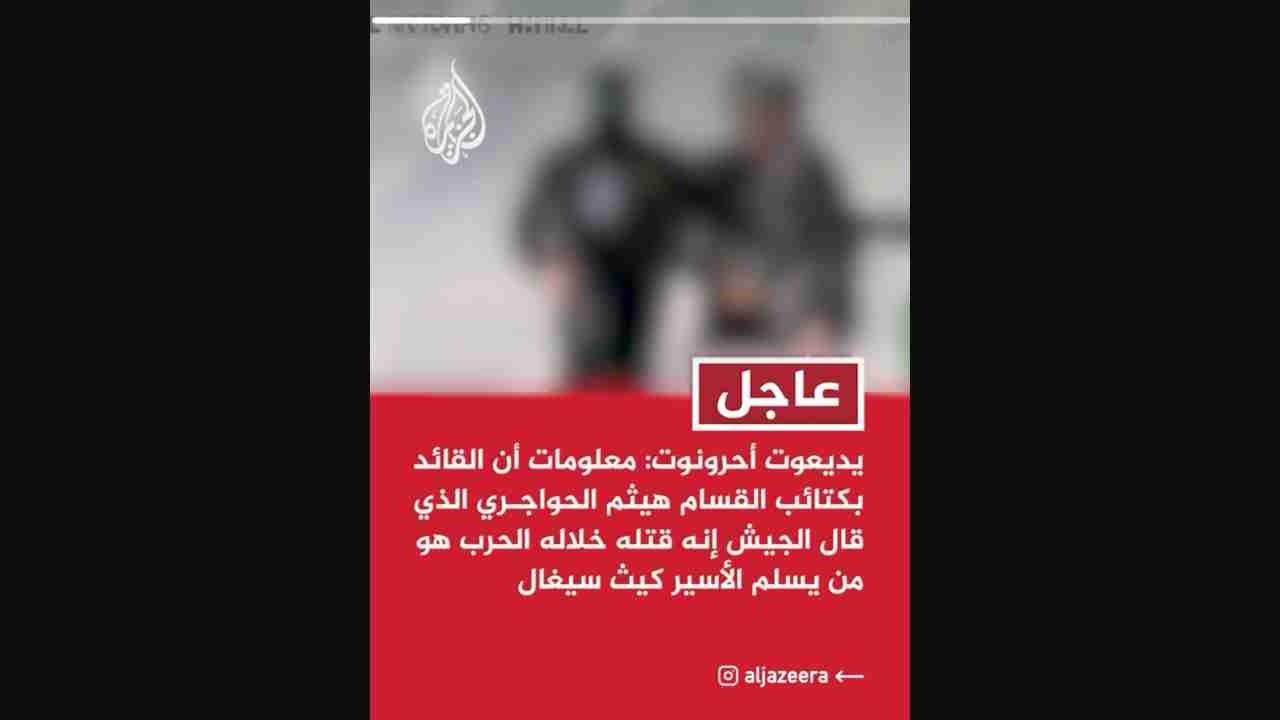 الجزيرة
عاجل
يديعوت أحرونوت: معلومات أن القائد
بكتائب القسام هيثم الحواجـري الذي
قال الجيش إنه قتله خلاله الحرب هو
من يسلم الأسير كيث سيغال
aljazeera